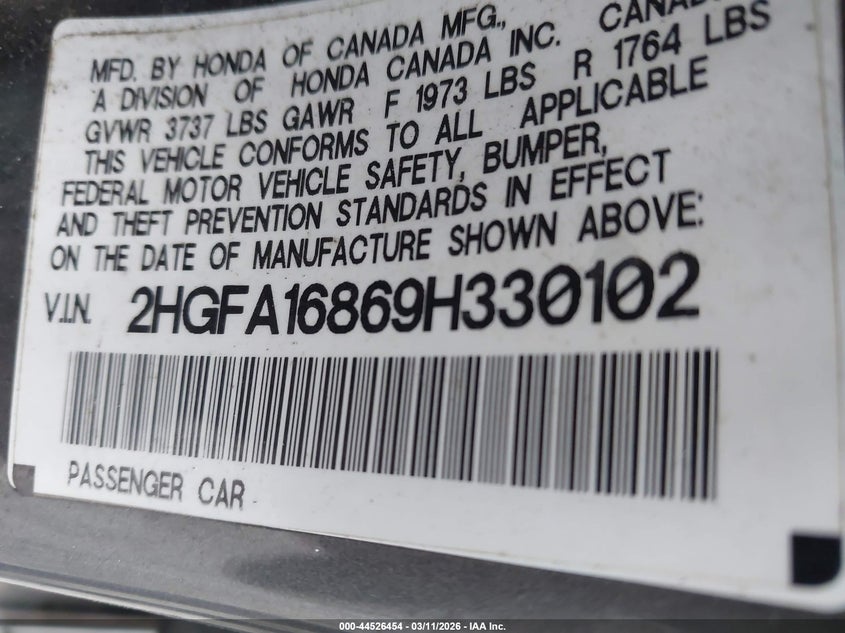 MFD. BY HONDA OF CANADA MFG.,
A DIVISION OF HONDA CANADA INC. CANAD
GVWR 3737 LBS GAWR F 1973 LBS R 1764 LBS
THIS VEHICLE CONFORMS TO ALL APPLICABLE
FEDERAL MOTOR VEHICLE SAFETY, BUMPER,
AND THEFT PREVENTION STANDARDS IN EFFECT
ON THE DATE OF MANUFACTURE SHOWN ABOVE:
V.I.N. 2HGFA16869H330102
PASSENGER CAR
000-44526454 - 03/11/2026 - IAA Inc.